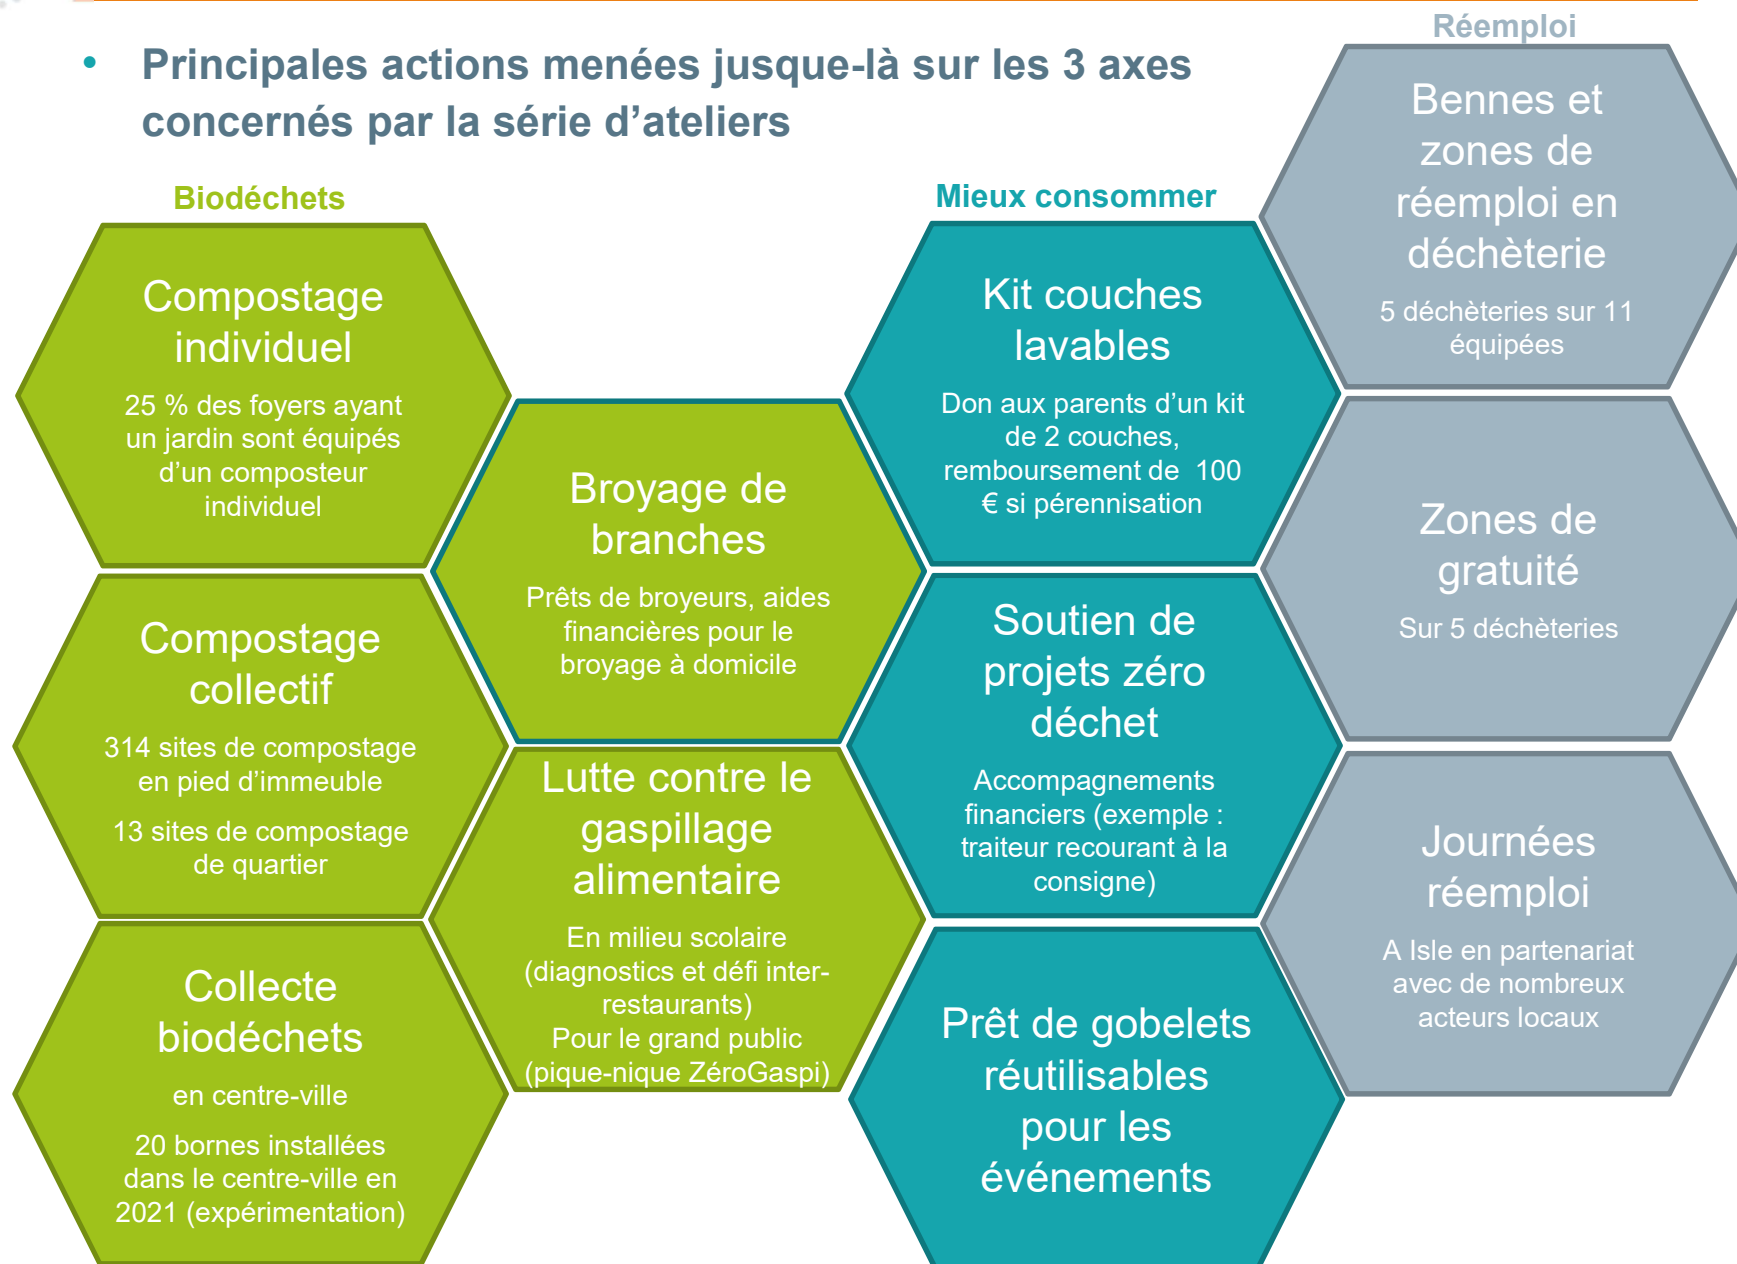 • Principales actions menées jusque-là sur les 3 axes
concernés par la série d’ateliers
Biodéchets
Compostage
individuel
25 % des foyers ayant
un jardin sont équipés
d’un composteur
individuel
Compostage
collectif
314 sites de compostage
en pied d’immeuble
13 sites de compostage
de quartier
Collecte
biodéchets
en centre-ville
20 bornes installées
dans le centre-ville en
2021 (expérimentation)
Broyage de
branches
Prêts de broyeurs, aides
financières pour le
broyage à domicile
Lutte contre le
gaspillage
alimentaire
En milieu scolaire
(diagnostics et défi inter-
restaurants)
Pour le grand public
(pique-nique ZéroGaspi)
Mieux consommer
Kit couches
lavables
Don aux parents d’un kit
de 2 couches,
remboursement de  100
€ si pérennisation
Soutien de
projets zéro
déchet
Accompagnements
financiers (exemple :
traiteur recourant à la
consigne)
Prêt de gobelets
réutilisables
pour les
événements
Réemploi
Bennes et
zones de
réemploi en
déchèterie
5 déchèteries sur 11
équipées
Zones de
gratuité
Sur 5 déchèteries
Journées
réemploi
A Isle en partenariat
avec de nombreux
acteurs locaux